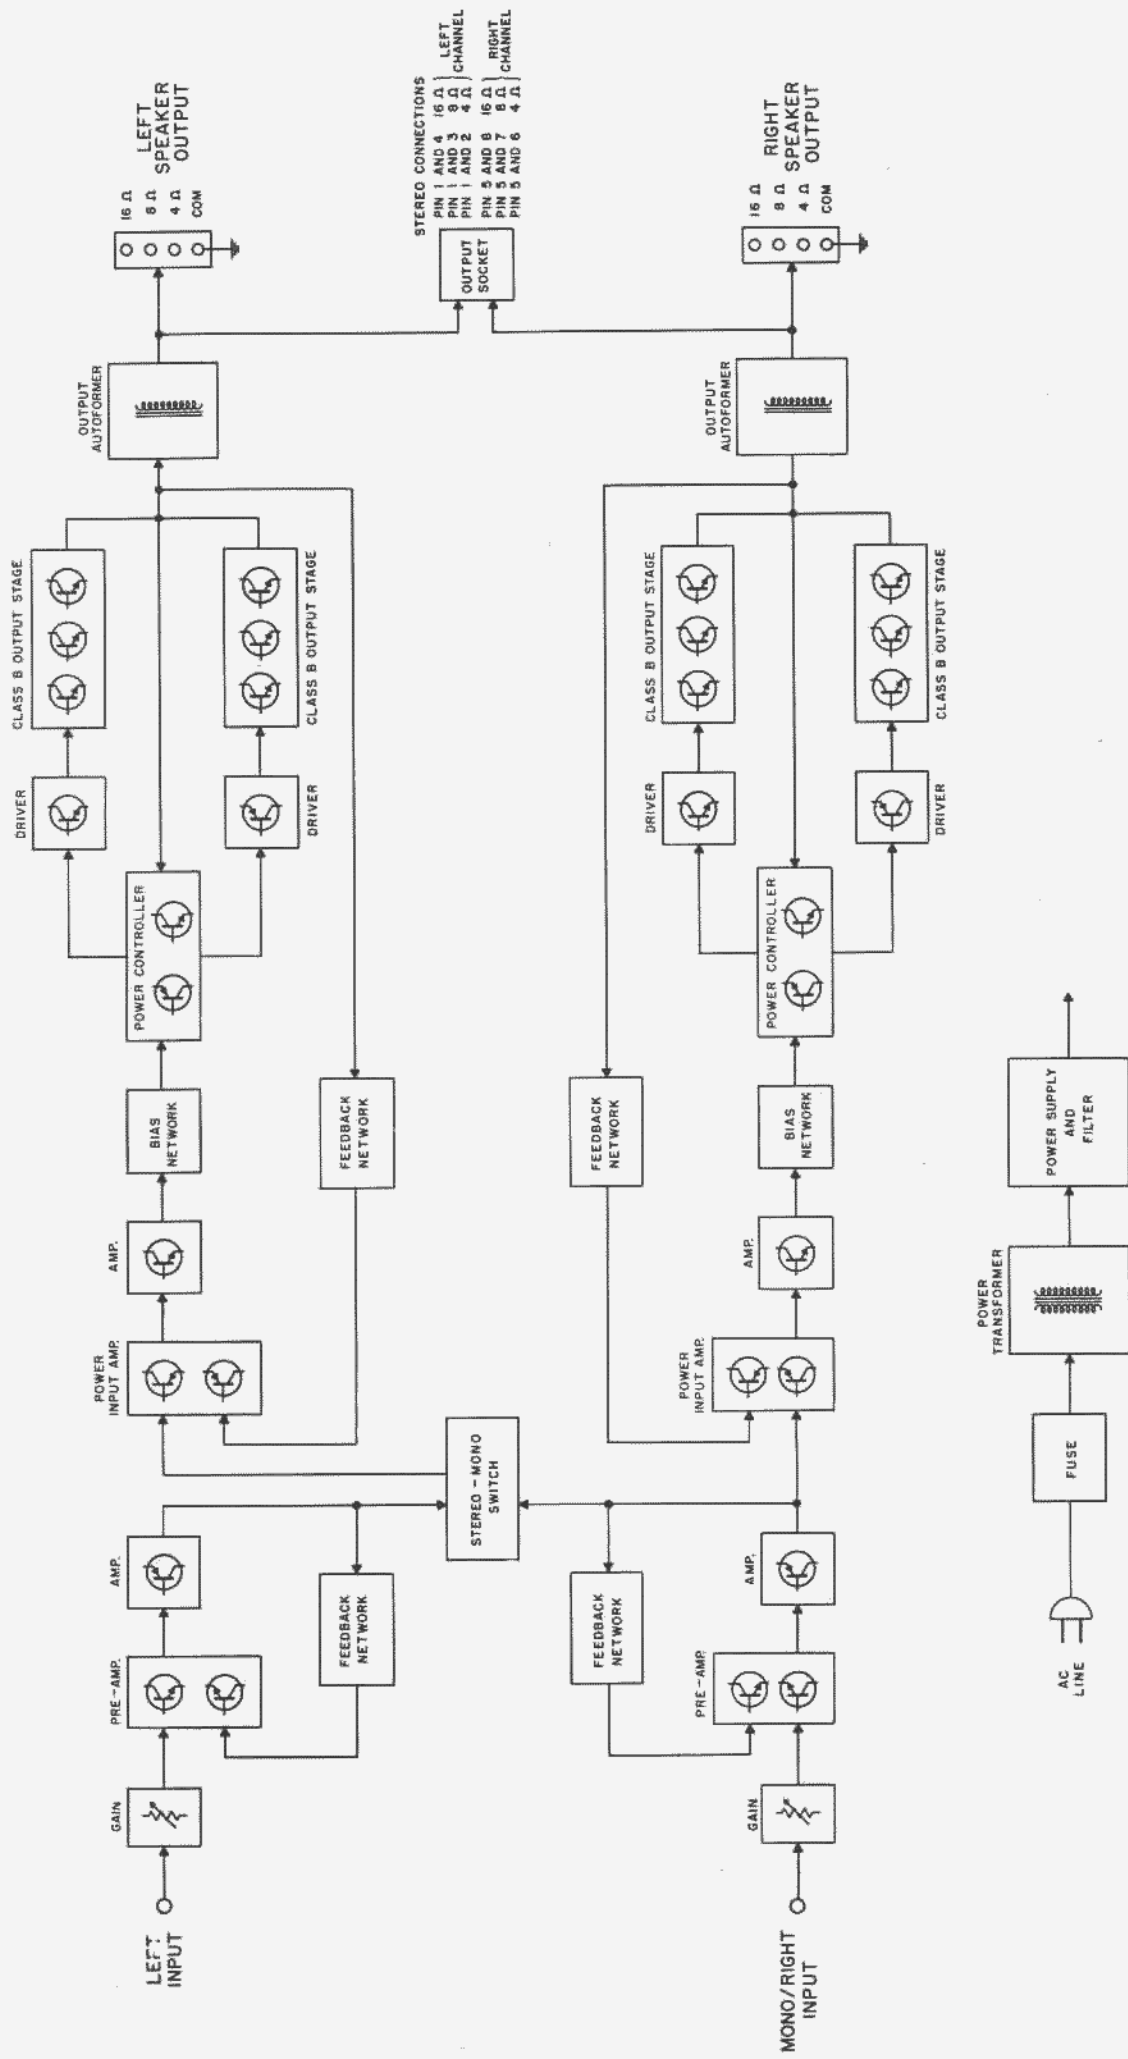 LEFT
INPUT
GAIN
PRE-AMP.
AMP.
FEEDBACK
NETWORK
POWER
INPUT AMP.
AMP.
BIAS
NETWORK
FEEDBACK
NETWORK
POWER CONTROLLER
DRIVER
DRIVER
CLASS B OUTPUT STAGE
CLASS B OUTPUT STAGE
OUTPUT
AUTOFORMER
16 Ω
8 Ω
4 Ω
COM
LEFT
SPEAKER
OUTPUT
STEREO-MONO
SWITCH
OUTPUT
SOCKET
STEREO CONNECTIONS
PIN 1 AND 4 16 Ω
PIN 1 AND 3 8 Ω
PIN 1 AND 2 4 Ω
LEFT
CHANNEL
PIN 5 AND 8 16 Ω
PIN 5 AND 7 8 Ω
PIN 5 AND 6 4 Ω
RIGHT
CHANNEL
MONO/RIGHT
INPUT
GAIN
PRE-AMP.
AMP.
FEEDBACK
NETWORK
POWER
INPUT AMP.
AMP.
BIAS
NETWORK
FEEDBACK
NETWORK
POWER CONTROLLER
DRIVER
DRIVER
CLASS B OUTPUT STAGE
CLASS B OUTPUT STAGE
OUTPUT
AUTOFORMER
16 Ω
8 Ω
4 Ω
COM
RIGHT
SPEAKER
OUTPUT
AC
LINE
FUSE
POWER
TRANSFORMER
POWER SUPPLY
AND
FILTER